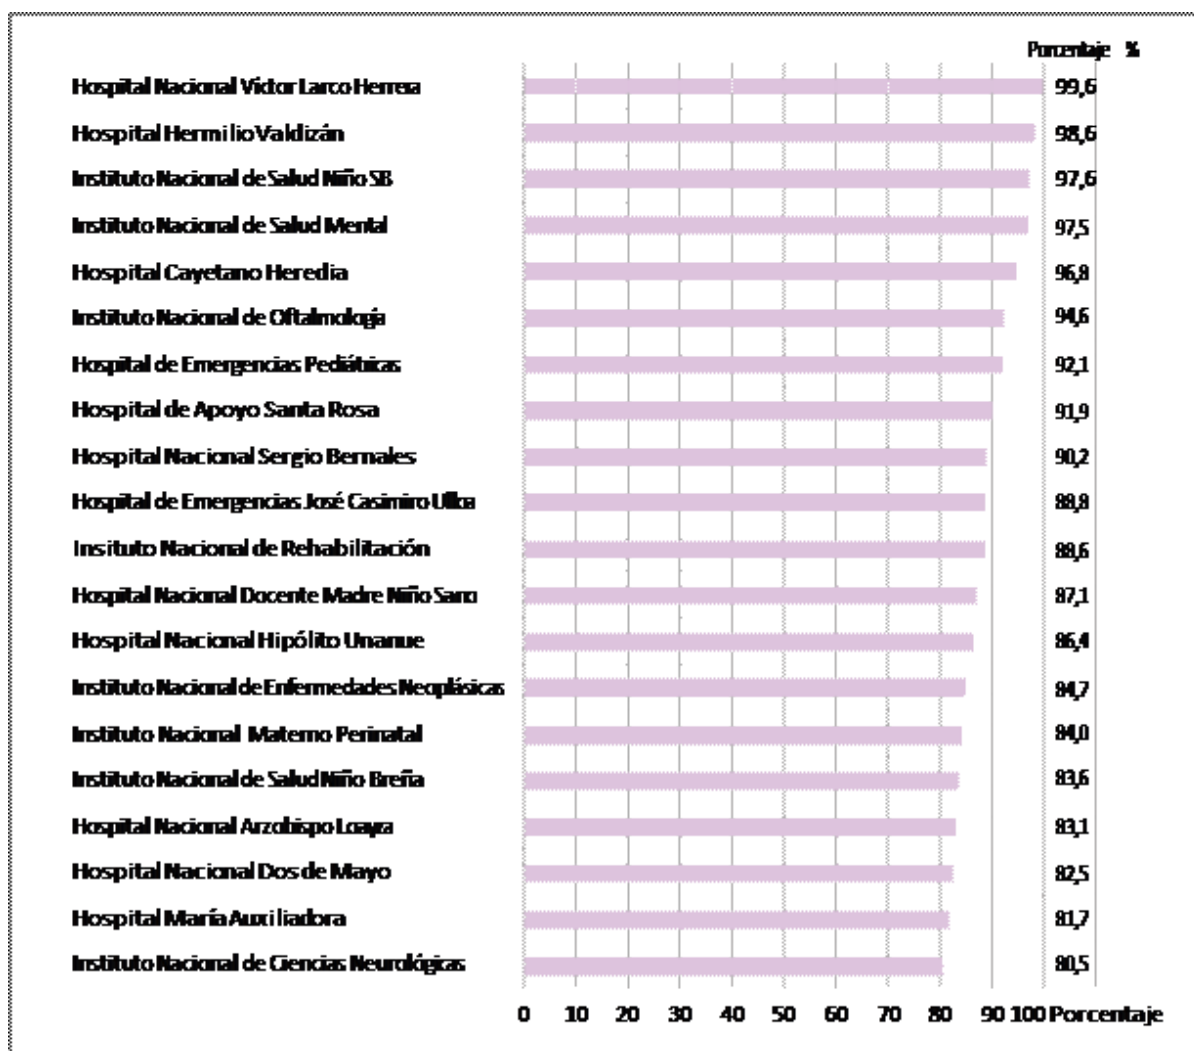 Porcentaje %
Hospital Nacional Víctor Larco Herrera 99,6
Hospital Hermilio Valdizán 98,6
Instituto Nacional de Salud Niño SB 97,6
Instituto Nacional de Salud Mental 97,5
Hospital Cayetano Heredia 96,8
Instituto Nacional de Oftalmología 94,6
Hospital de Emergencias Pediátricas 92,1
Hospital de Apoyo Santa Rosa 91,9
Hospital Nacional Sergio Bernales 90,2
Hospital de Emergencias José Casimiro Ulloa 88,8
Insituto Nacional de Rehabilitación 88,6
Hospital Nacional Docente Madre Niño Sano 87,1
Hospital Nacional Hipólito Unanue 86,4
Instituto Nacional de Enfermedades Neoplásicas 84,7
Instituto Nacional Materno Perinatal 84,0
Instituto Nacional de Salud Niño Breña 83,6
Hospital Nacional Arzobispo Loayza 83,1
Hospital Nacional Dos de Mayo 82,5
Hospital María Auxiliadora 81,7
Instituto Nacional de Ciencias Neurológicas 80,5
0 10 20 30 40 50 60 70 80 90 100 Porcentaje